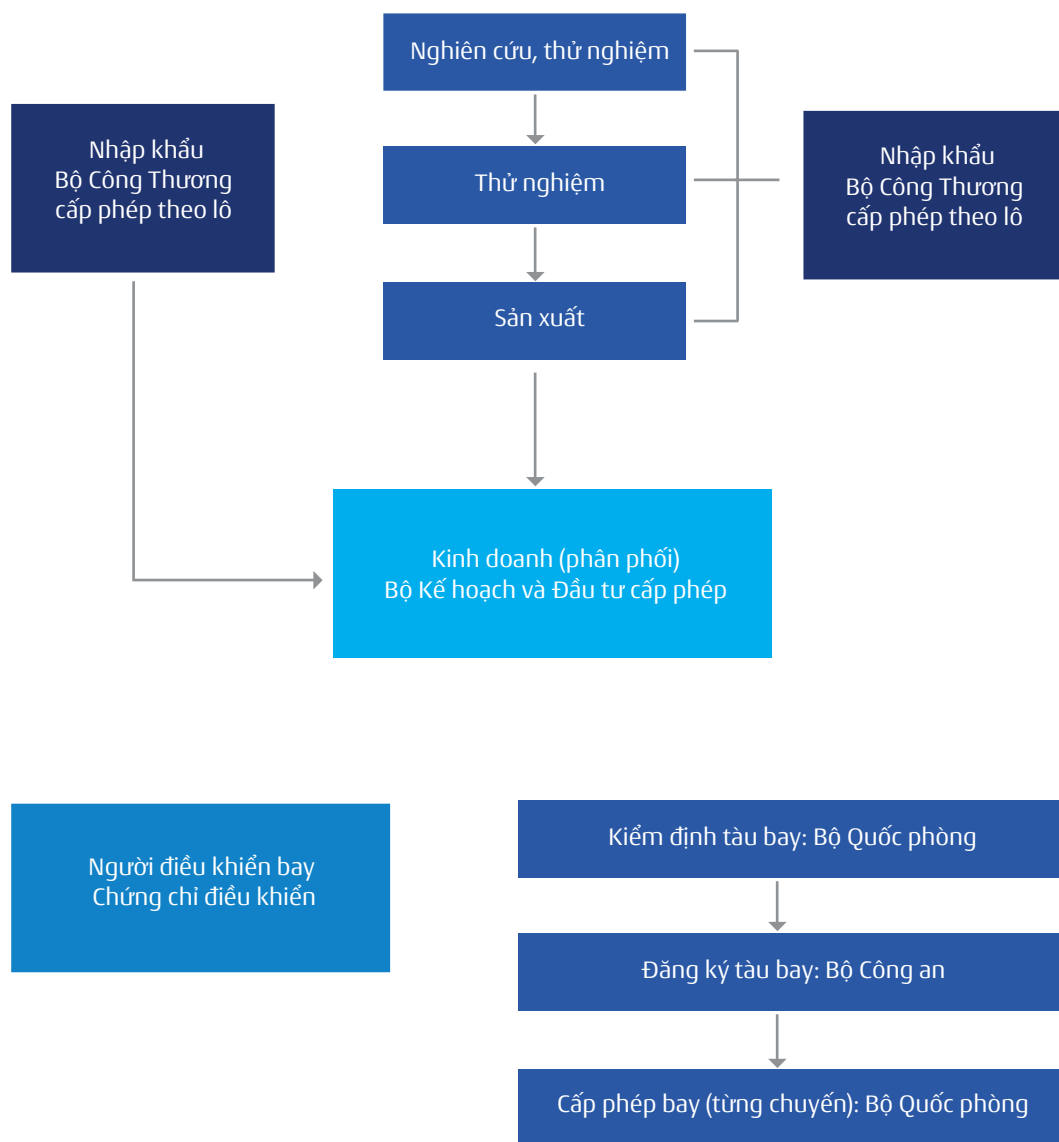 Nghiên cứu, thử nghiệm
Nhập khẩu
Bộ Công Thương
cấp phép theo lô
Thử nghiệm
Nhập khẩu
Bộ Công Thương
cấp phép theo lô
Sản xuất
Kinh doanh (phân phối)
Bộ Kế hoạch và Đầu tư cấp phép
Người điều khiển bay
Chứng chỉ điều khiển
Kiểm định tàu bay: Bộ Quốc phòng
Đăng ký tàu bay: Bộ Công an
Cấp phép bay (từng chuyến): Bộ Quốc phòng